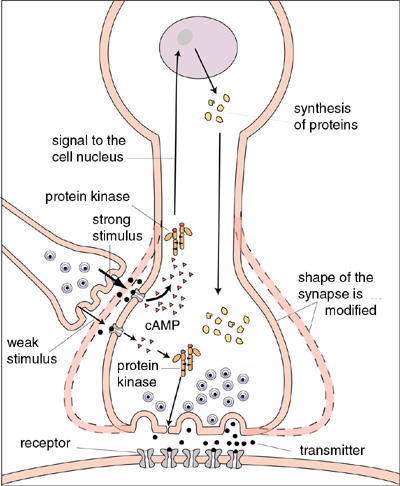 synthesis
of proteins
signal to the
cell nucleus
protein kinase
strong
stimulus
shape of the
synapse is
modified
cAMP
weak
stimulus
protein
kinase
receptor
transmitter